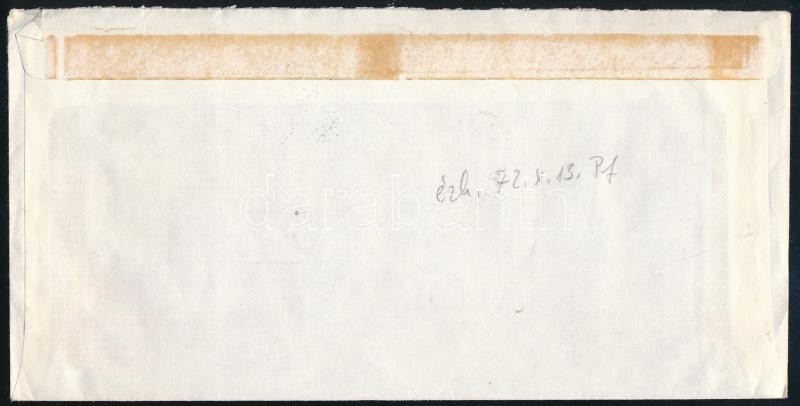 érk. 72. 5. 13. Pf
darabanth